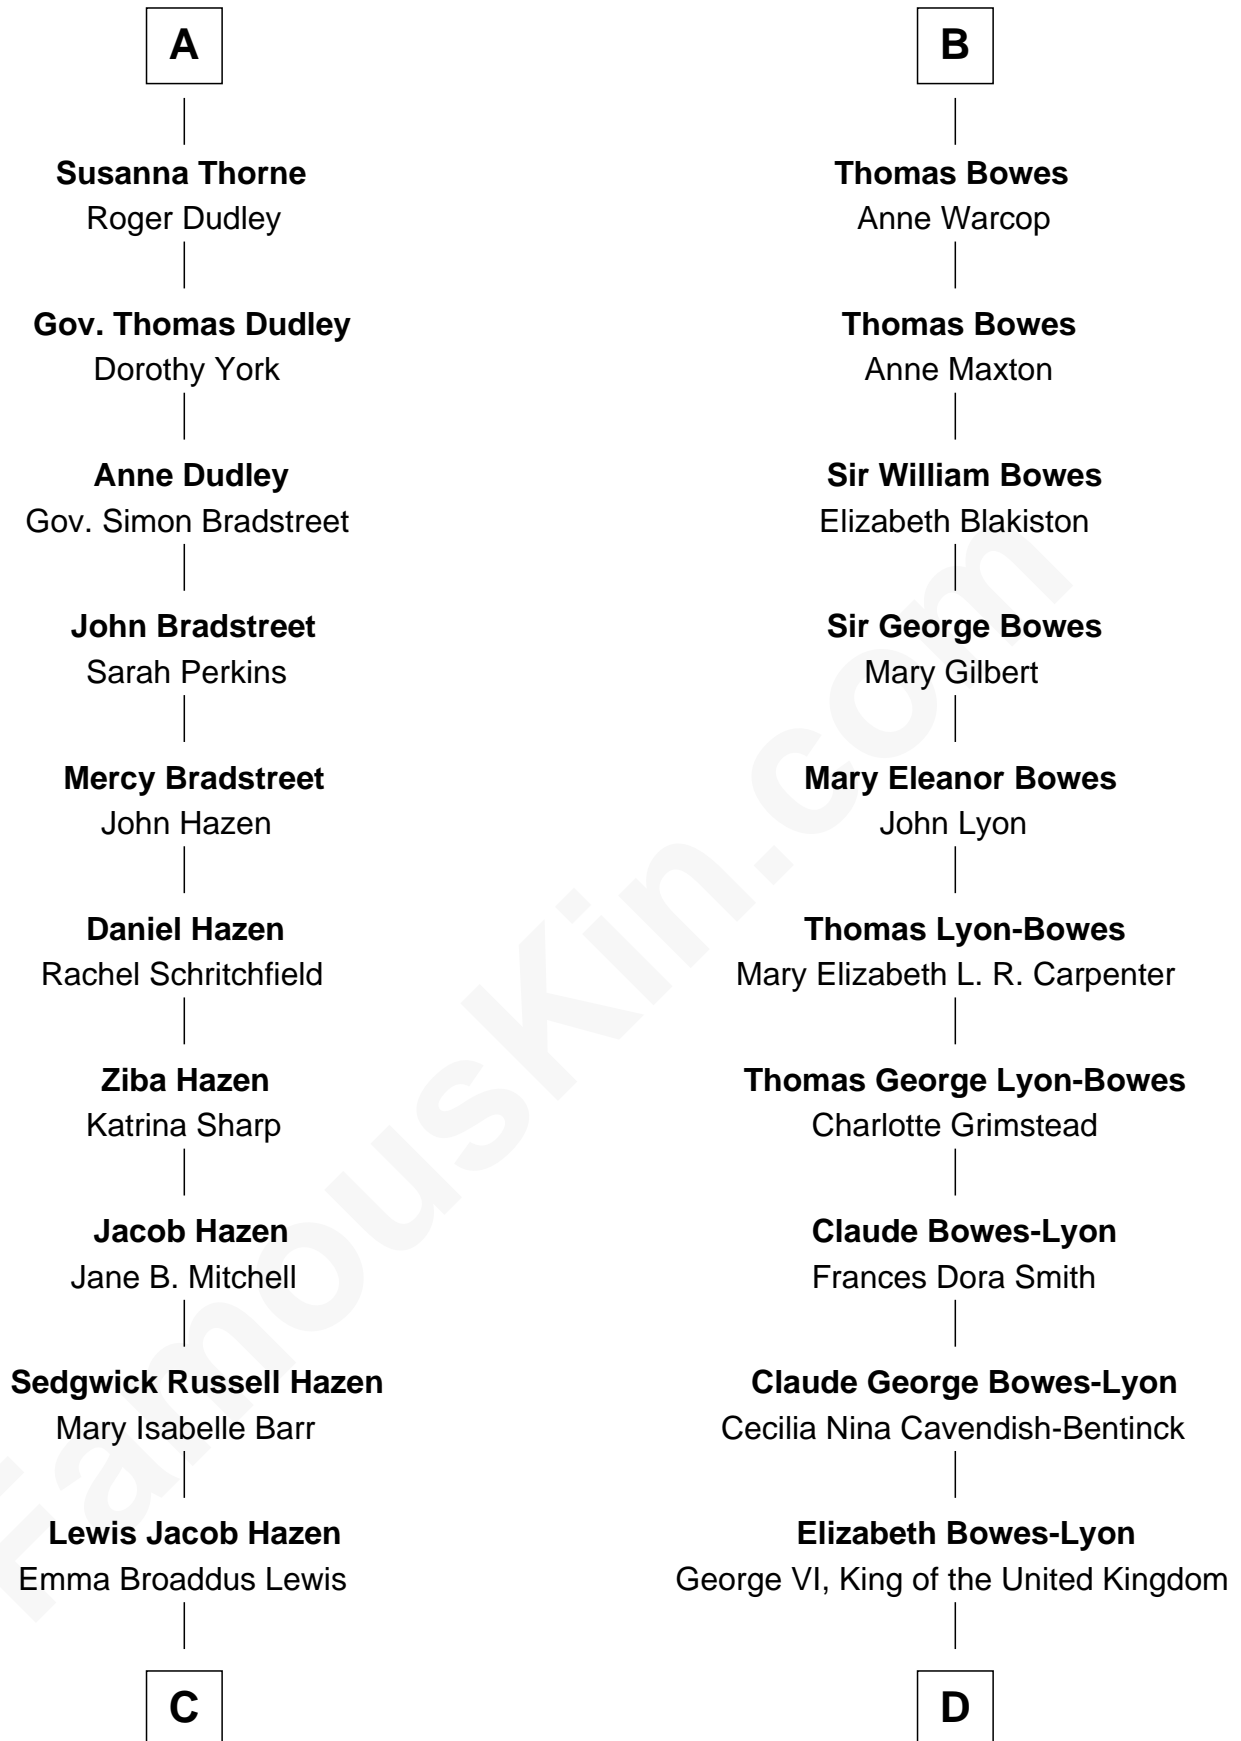 A
Susanna Thorne
Roger Dudley
Gov. Thomas Dudley
Dorothy York
Anne Dudley
Gov. Simon Bradstreet
John Bradstreet
Sarah Perkins
Mercy Bradstreet
John Hazen
Daniel Hazen
Rachel Schritchfield
Ziba Hazen
Katrina Sharp
Jacob Hazen
Jane B. Mitchell
Sedgwick Russell Hazen
Mary Isabelle Barr
Lewis Jacob Hazen
Emma Broaddus Lewis
C
B
Thomas Bowes
Anne Warcop
Thomas Bowes
Anne Maxton
Sir William Bowes
Elizabeth Blakiston
Sir George Bowes
Mary Gilbert
Mary Eleanor Bowes
John Lyon
Thomas Lyon-Bowes
Mary Elizabeth L. R. Carpenter
Thomas George Lyon-Bowes
Charlotte Grimstead
Claude Bowes-Lyon
Frances Dora Smith
Claude George Bowes-Lyon
Cecilia Nina Cavendish-Bentinck
Elizabeth Bowes-Lyon
George VI, King of the United Kingdom
D
FamousKin.com